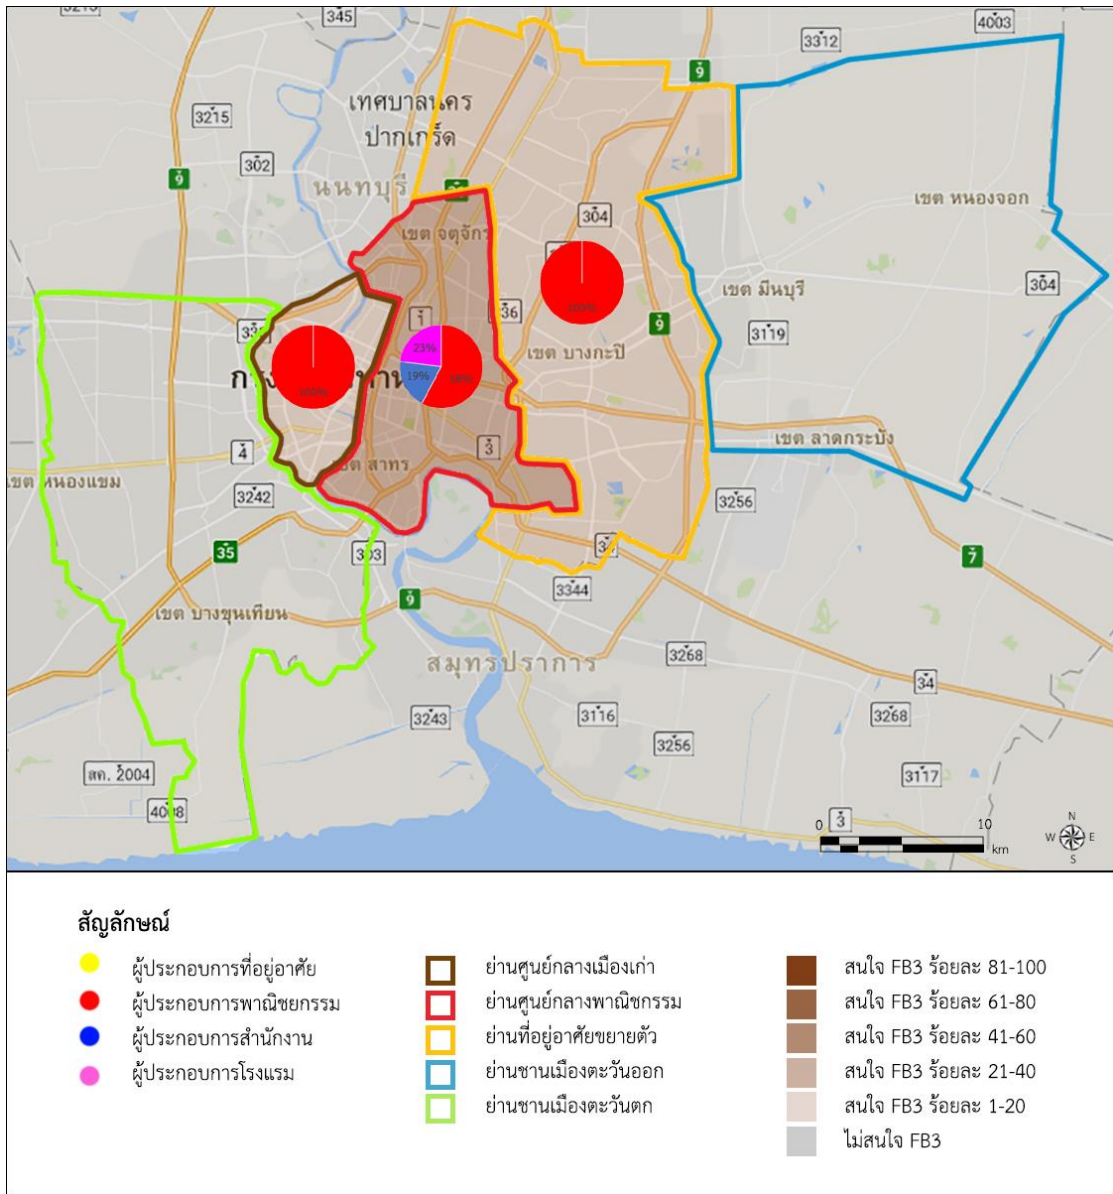 3215
345
4003
3312
9
เทศบาลนคร
ปากเกร็ด
3215
302
9
นนทบุรี
304
เขต หนองจอก
เขต จตุจักร
304
เขต มีนบุรี
100%
1
336
9
3119
23%
เขต บางกะปิ
19%
58%
100%
เขต ลาดกระบัง
4
3
เขต สาทร
เขต หนองแขม
3242
3256
35
303
34
7
3344
9
เขต บางขุนเทียน
สมุทรปราการ
3268
34
3243
3116
3268
3256
สค. 2004
3117
4008
0
3
10
km
N
W
E
S
สัญลักษณ์
ผู้ประกอบการที่อยู่อาศัย
ผู้ประกอบการพาณิชยกรรม
ผู้ประกอบการสำนักงาน
ผู้ประกอบการโรงแรม
ย่านศูนย์กลางเมืองเก่า
ย่านศูนย์กลางพาณิชกรรม
ย่านที่อยู่อาศัยขยายตัว
ย่านชานเมืองตะวันออก
ย่านชานเมืองตะวันตก
สนใจ FB3 ร้อยละ 81-100
สนใจ FB3 ร้อยละ 61-80
สนใจ FB3 ร้อยละ 41-60
สนใจ FB3 ร้อยละ 21-40
สนใจ FB3 ร้อยละ 1-20
ไม่สนใจ FB3